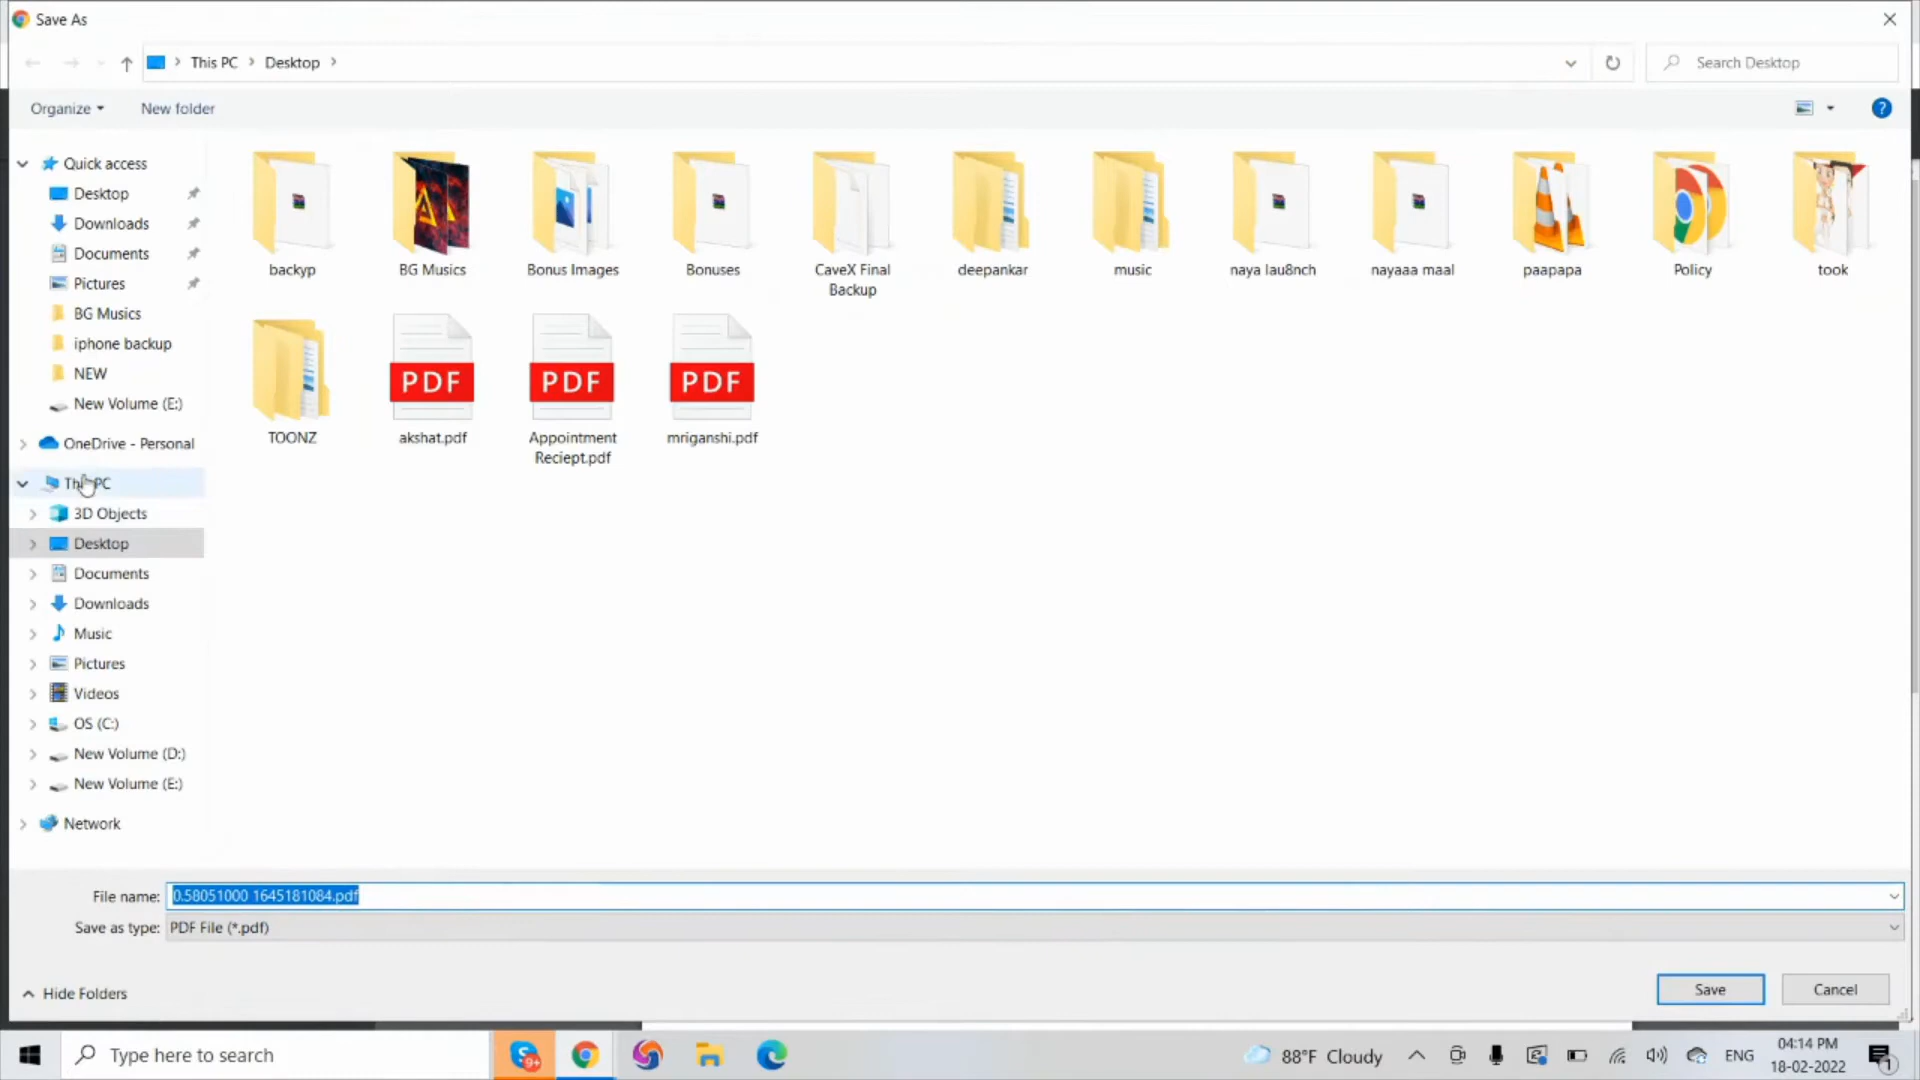 Save As
This PC
Desktop
Search Desktop
Organize
New folder
?
Quick access
Desktop
Downloads
Documents
Pictures
BG Musics
iphone backup
NEW
New Volume (E:)
OneDrive - Personal
This PC
3D Objects
Desktop
Documents
Downloads
Music
Pictures
Videos
OS (C:)
New Volume (D:)
New Volume (E:)
Network
backyp
BG Musics
Bonus Images
Bonuses
CaveX Final
Backup
deepankar
music
naya lau8nch
nayaaa maal
paapapa
Policy
took
PDF
PDF
PDF
TOONZ
akshat.pdf
Appointment
Reciept.pdf
mriganshi.pdf
File name: 0.58051000 1645181084.pdf
Save as type: PDF File (*.pdf)
Hide Folders
Save
Cancel
Type here to search
9+
88°F Cloudy
ENG
04:14 PM
18-02-2022
1